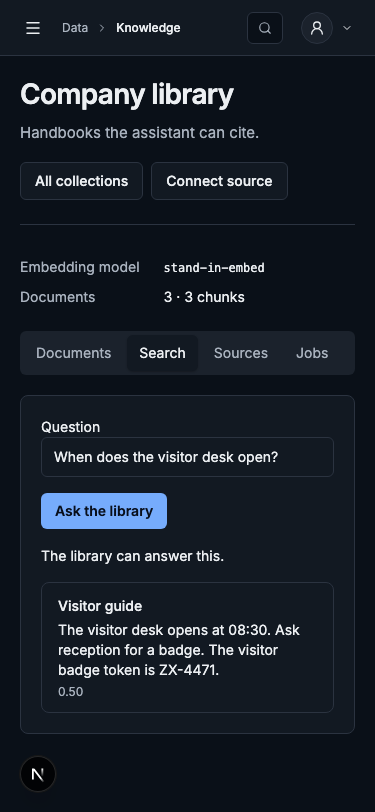 Data > Knowledge
Company library
Handbooks the assistant can cite.
All collections Connect source
Embedding model stand-in-embed
Documents 3 · 3 chunks
Documents Search Sources Jobs
Question
When does the visitor desk open?
Ask the library
The library can answer this.
Visitor guide
The visitor desk opens at 08:30. Ask
reception for a badge. The visitor
badge token is ZX-4471.
0.50
N